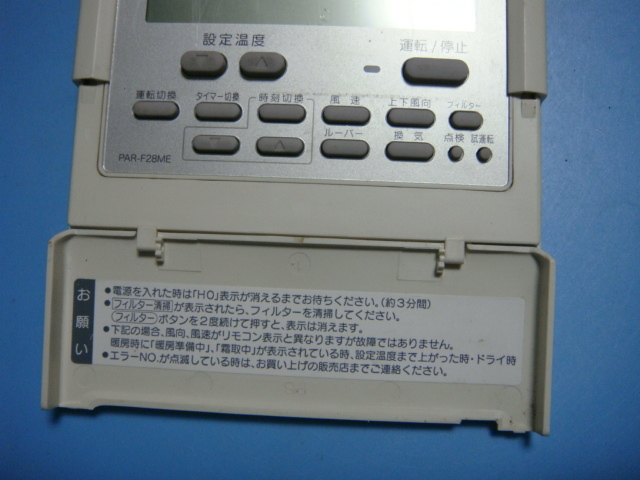 設定温度
運転/停止
運転切換 タイマー切換 時刻切換 風速 上下風向 フィルター
ルーバー 換気 点検 試運転
PAR-F28ME
お願い
●電源を入れた時は「HO」表示が消えるまでお待ちください。(約3分間)
●フィルター清掃が表示されたら、フィルターを清掃してください。
フィルターボタンを2度続けて押すと、表示は消えます。
●下記の場合、風向、風速がリモコン表示と異なりますが故障ではありません。
暖房時に「暖房準備中」、「霜取中」が表示されている時、設定温度まで上がった時・ドライ時
●エラーNO.が点滅している時は、お買い上げの販売店までご連絡ください。